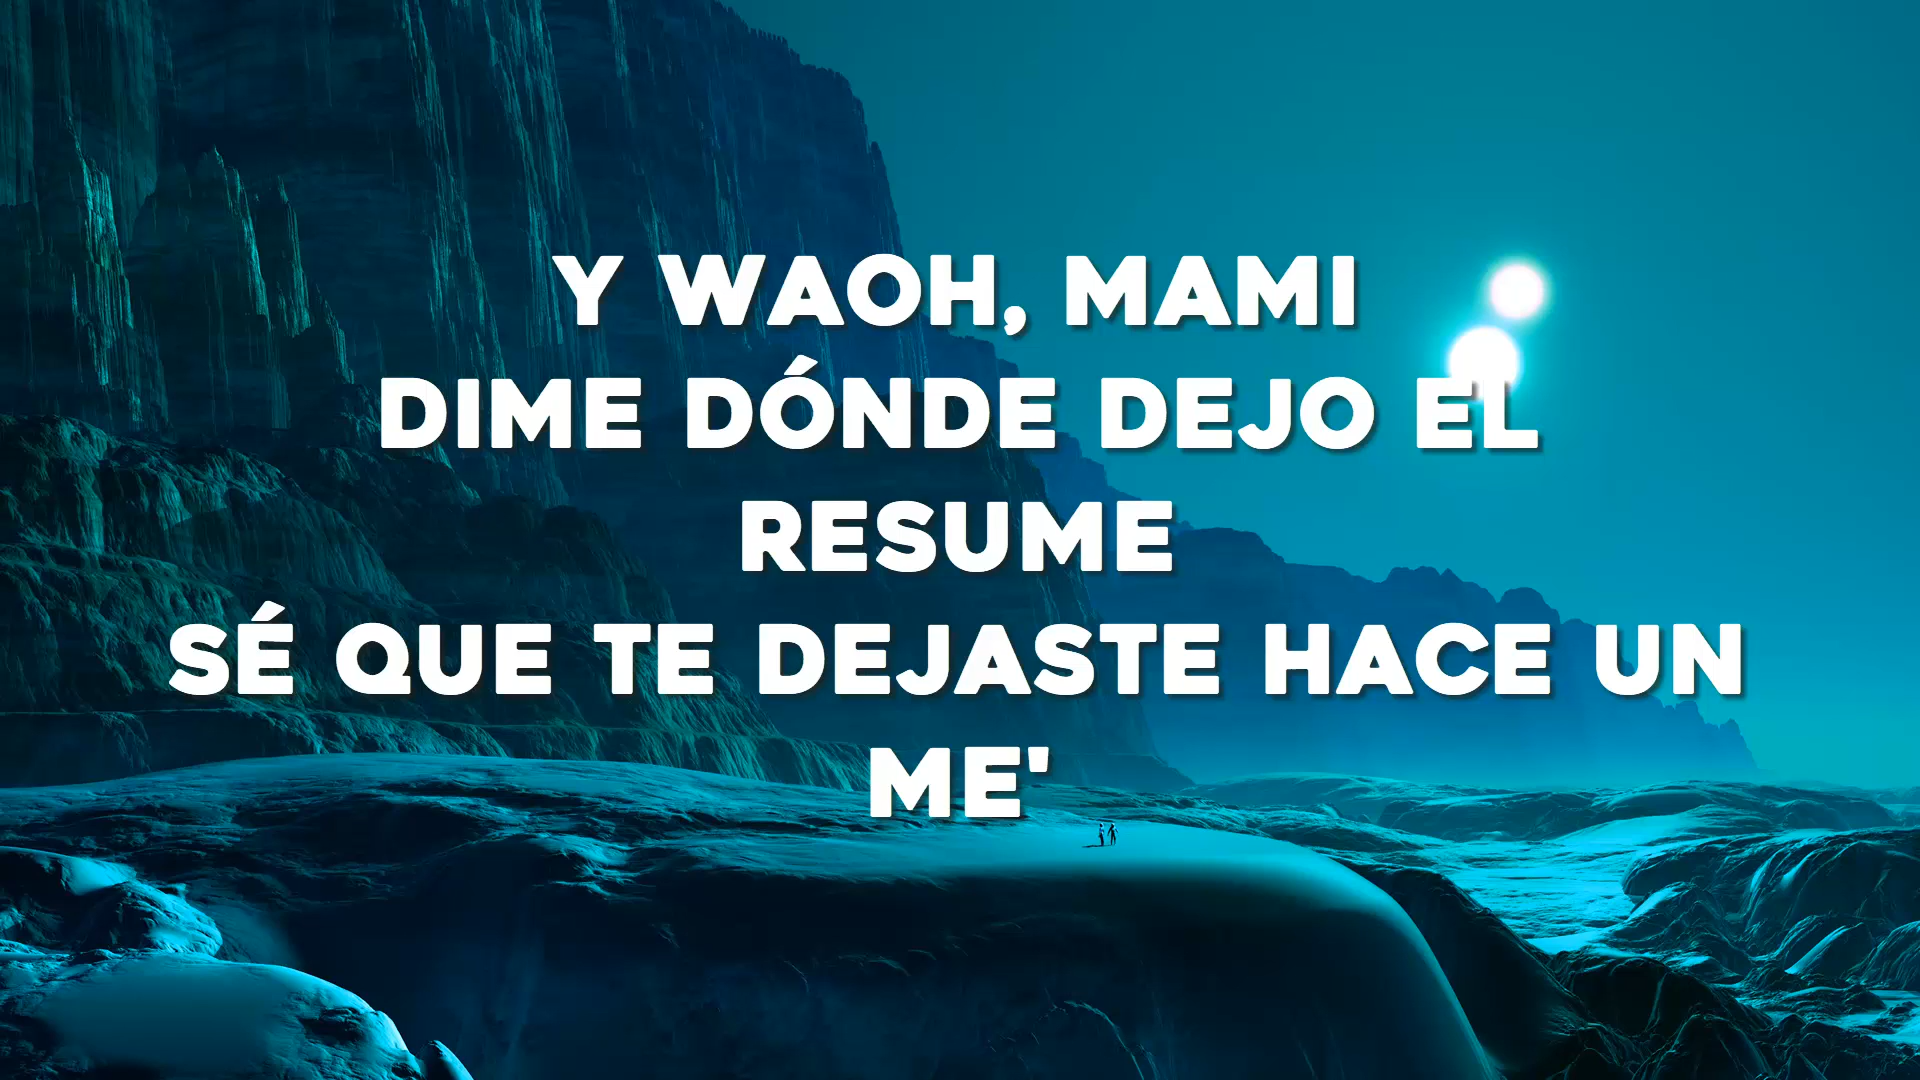 Y WAOH, MAMI
DIME DÓNDE DEJO EL
RESUME
SÉ QUE TE DEJASTE HACE UN
ME'